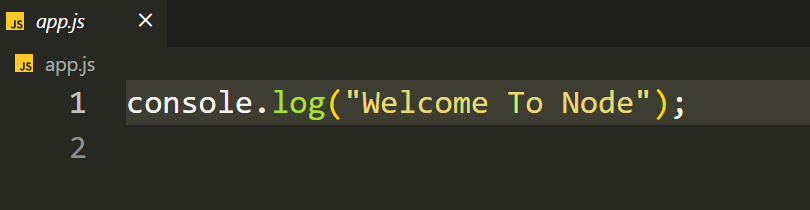 JS app.js ×
JS app.js
1 console.log("Welcome To Node");
2